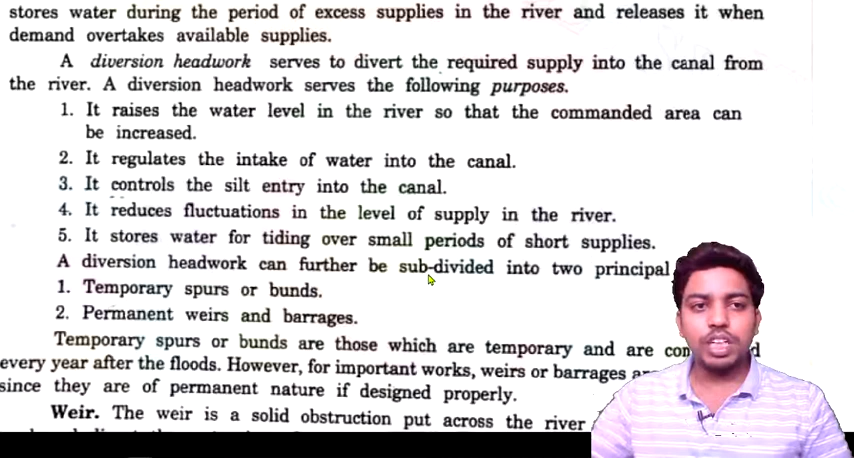 stores water during the period of excess supplies in the river and releases it when
demand overtakes available supplies.
A diversion headwork serves to divert the required supply into the canal from
the river. A diversion headwork serves the following purposes.
1. It raises the water level in the river so that the commanded area can
be increased.
2. It regulates the intake of water into the canal.
3. It controls the silt entry into the canal.
4. It reduces fluctuations in the level of supply in the river.
5. It stores water for tiding over small periods of short supplies.
A diversion headwork can further be sub-divided into two principal
1. Temporary spurs or bunds.
2. Permanent weirs and barrages.
Temporary spurs or bunds are those which are temporary and are
every year after the floods. However, for important works, weirs or barrages
since they are of permanent nature if designed properly.
Weir. The weir is a solid obstruction put across the river